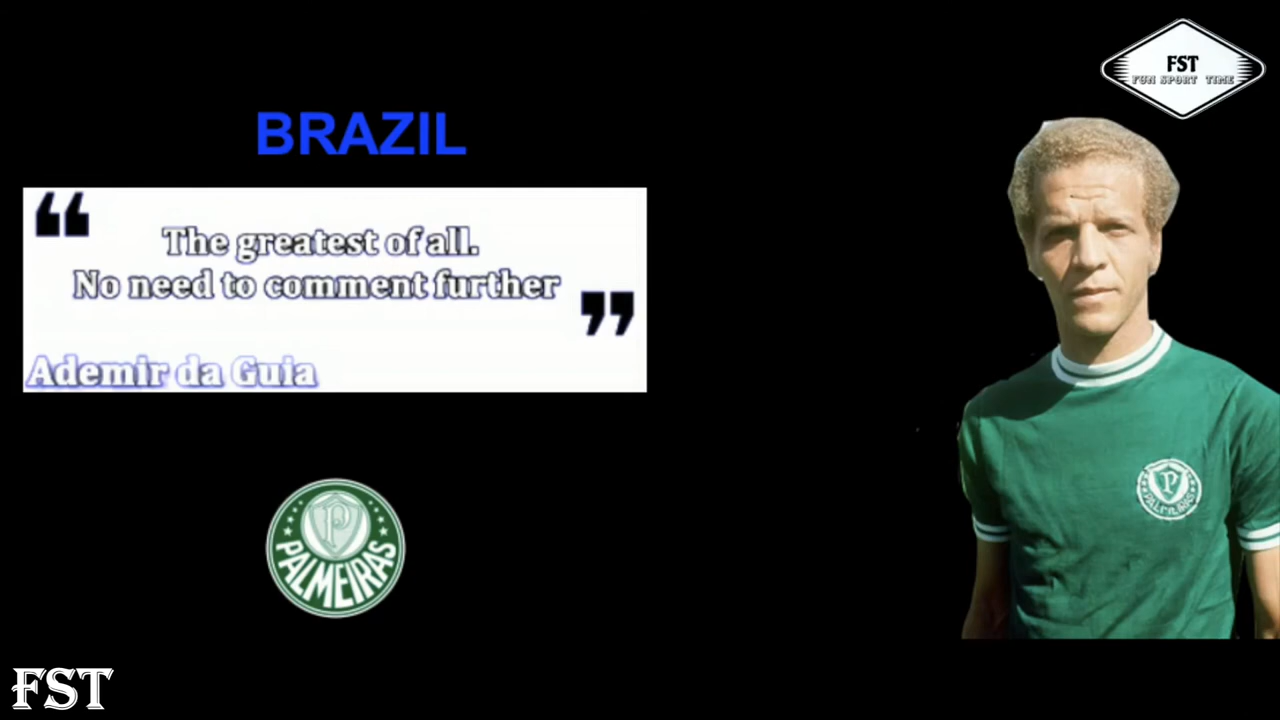 FST
FUN SPORT TIME
BRAZIL
“
The greatest of all.
No need to comment further
”
Ademir da Guia
P
PALMEIRAS
P
PALMEIRAS
FST